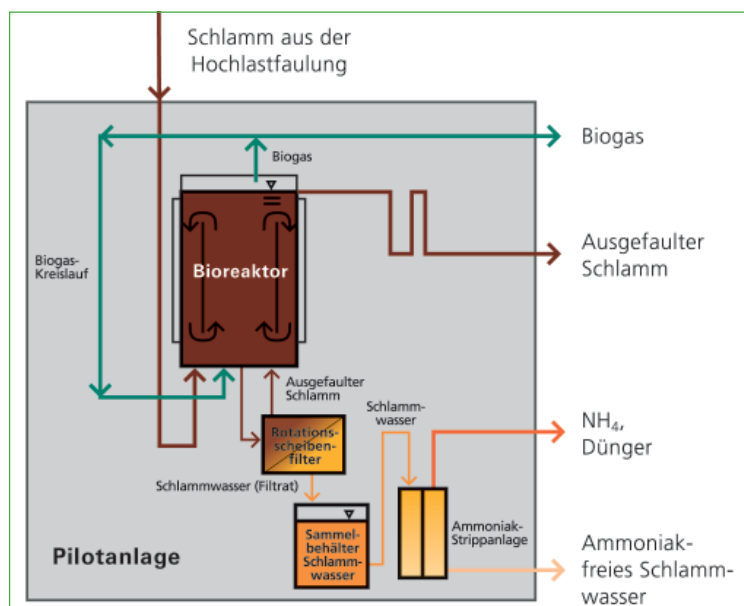 Schlamm aus der
Hochlastfaulung
Biogas
Biogas
Bioreaktor
Biogas-
Kreislauf
Ausgefaulter
Schlamm
Ausgefaulter
Schlamm
Schlamm-
wasser
Rotations-
scheiben-
filter
NH₄,
Dünger
Schlammwasser (Filtrat)
Sammel-
behälter
Schlamm-
wasser
Ammoniak-
Strippanlage
Pilotanlage
Ammoniak-
freies Schlamm-
wasser